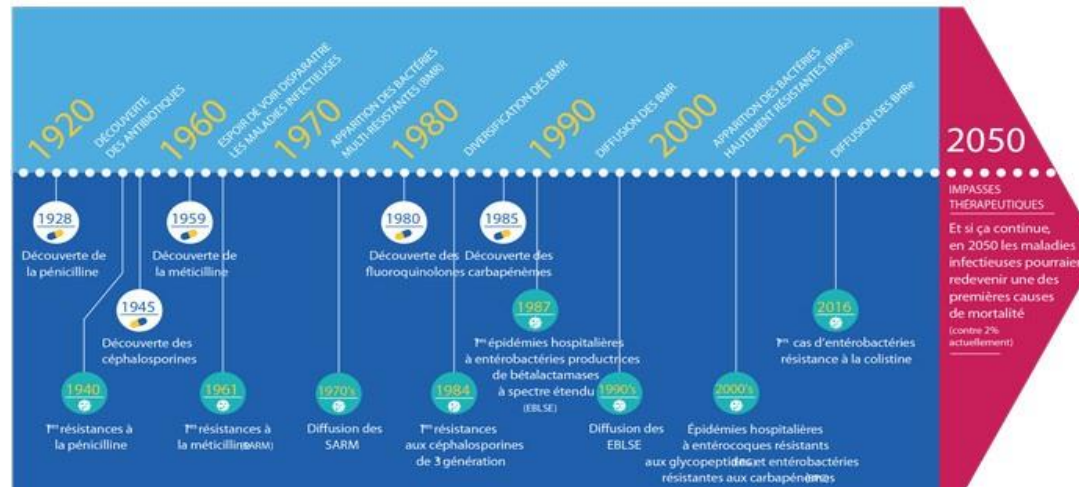 1920
DÉCOUVERTE
DES ANTIBIOTIQUES
1960
ESPOIR DE VOIR DISPARAITRE
LES MALADIES INFECTIEUSES
1970
APPARITION DES BACTÉRIES
MULTI-RÉSISTANTES (BMR)
1980
DIVERSIFICATION DES BMR
1990
DIFFUSION DES BMR
2000
APPARITION DES BACTÉRIES
HAUTEMENT RÉSISTANTES (BHRe)
2010
DIFFUSION DES BHRe
2050
IMPASSES
THÉRAPEUTIQUES
Et si ça continue,
en 2050 les maladies
infectieuses pourraien
redevenir une des
premières causes
de mortalité
(contre 2%
actuellement)
1928
Découverte de
la pénicilline
1959
Découverte de
la méticilline
1980
Découverte des
fluoroquinolones
1985
Découverte des
carbapénèmes
1945
Découverte des
céphalosporines
1987
1res épidémies hospitalières
à entérobactéries productrices
de bétalactamases
à spectre étendu
(EBLSE)
2016
1ers cas d'entérobactéries
résistance à la colistine
1940
1res résistances à
la pénicilline
1961
1res résistances à
la méticilline (SARM)
1970's
Diffusion des
SARM
1984
1res résistances
aux céphalosporines
de 3 génération
1990's
Diffusion des
EBLSE
2000's
Épidémies hospitalières
à entérocoques résistants
aux glycopeptides et entérobactéries
résistantes aux carbapénèmes